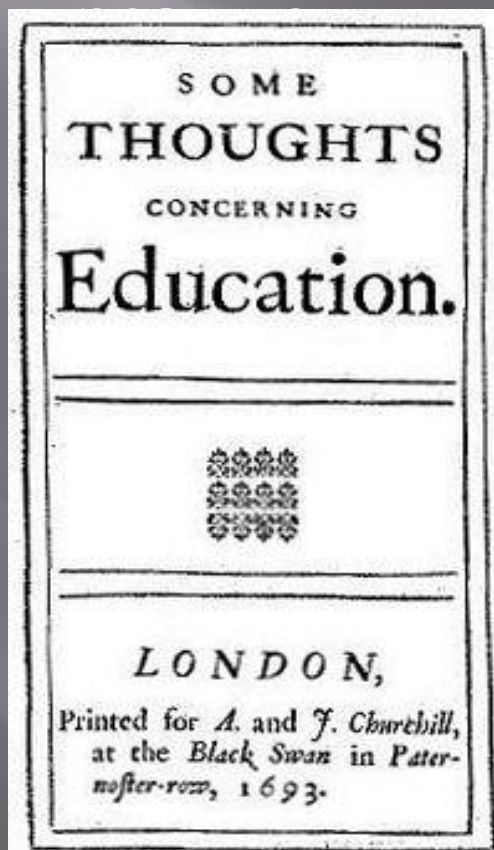 SOME
THOUGHTS
CONCERNING
Education.
LONDON,
Printed for A. and J. Churchill,
at the Black Swan in Pater-
noſter-row, 1693.